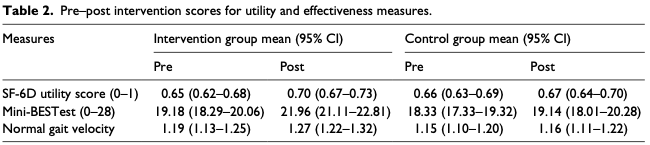 Table 2. Pre–post intervention scores for utility and effectiveness measures.
Measures Intervention group mean (95% CI) Control group mean (95% CI)
Pre Post Pre Post
SF-6D utility score (0–1) 0.65 (0.62–0.68) 0.70 (0.67–0.73) 0.66 (0.63–0.69) 0.67 (0.64–0.70)
Mini-BESTest (0–28) 19.18 (18.29–20.06) 21.96 (21.11–22.81) 18.33 (17.33–19.32) 19.14 (18.01–20.28)
Normal gait velocity 1.19 (1.13–1.25) 1.27 (1.22–1.32) 1.15 (1.10–1.20) 1.16 (1.11–1.22)